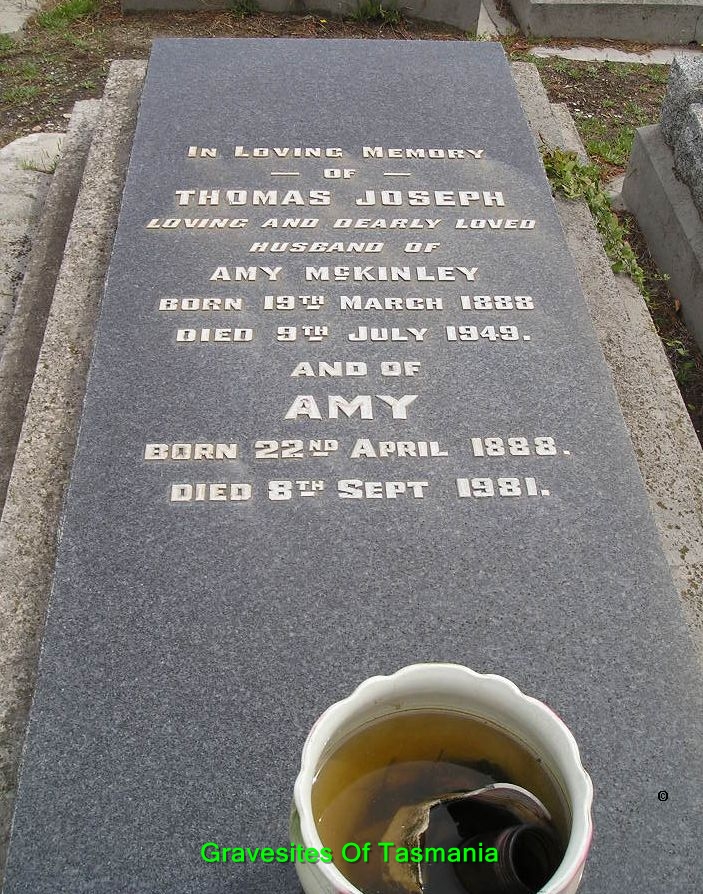 In Loving Memory
— OF —
THOMAS JOSEPH
LOVING AND DEARLY LOVED
HUSBAND OF
AMY McKINLEY
BORN 19TH MARCH 1888
DIED 9TH JULY 1949.
AND OF
AMY
BORN 22ND APRIL 1888.
DIED 8TH SEPT 1981.
©
Gravesites Of Tasmania